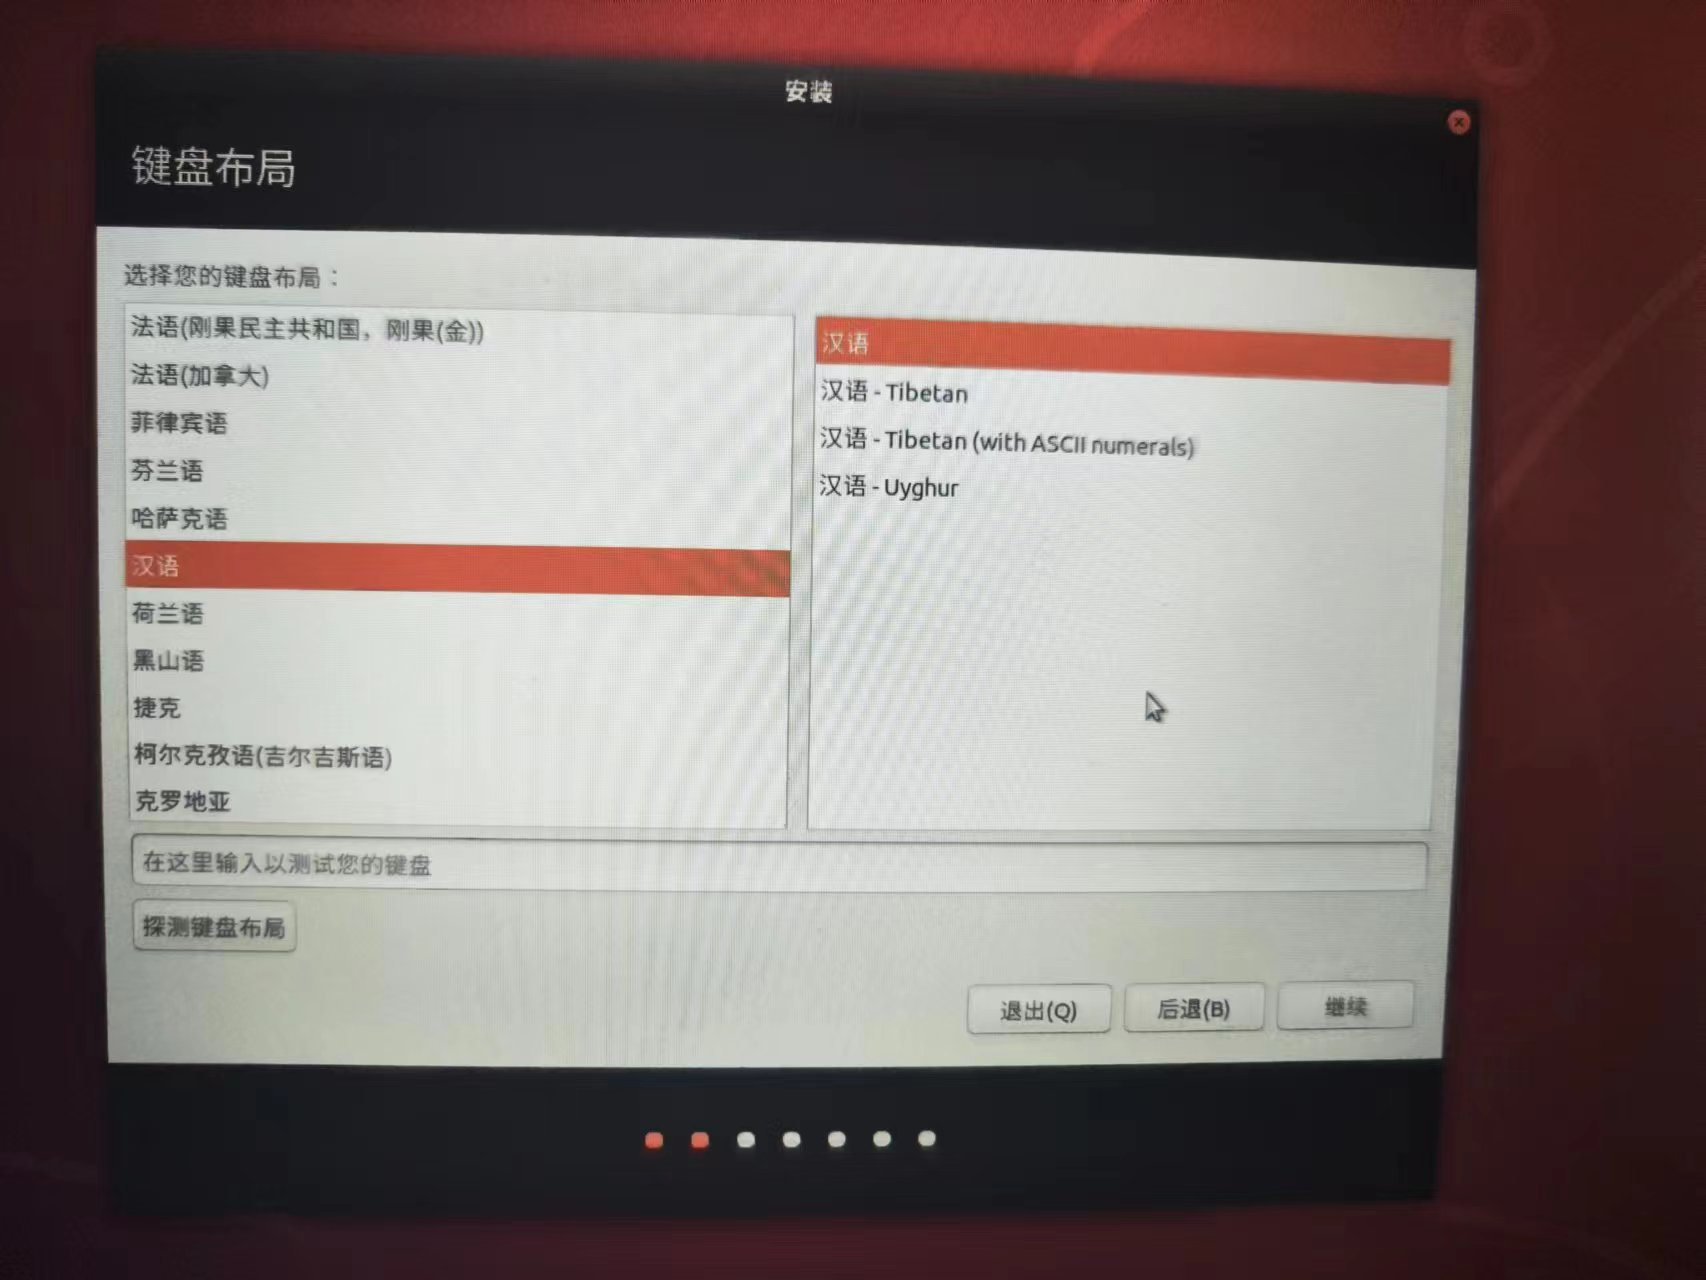 安装
键盘布局
选择您的键盘布局：
法语(刚果民主共和国，刚果(金))
法语(加拿大)
菲律宾语
芬兰语
哈萨克语
汉语
荷兰语
黑山语
捷克
柯尔克孜语(吉尔吉斯语)
克罗地亚
汉语
汉语 - Tibetan
汉语 - Tibetan (with ASCII numerals)
汉语 - Uyghur
在这里输入以测试您的键盘
探测键盘布局
退出(Q)
后退(B)
继续